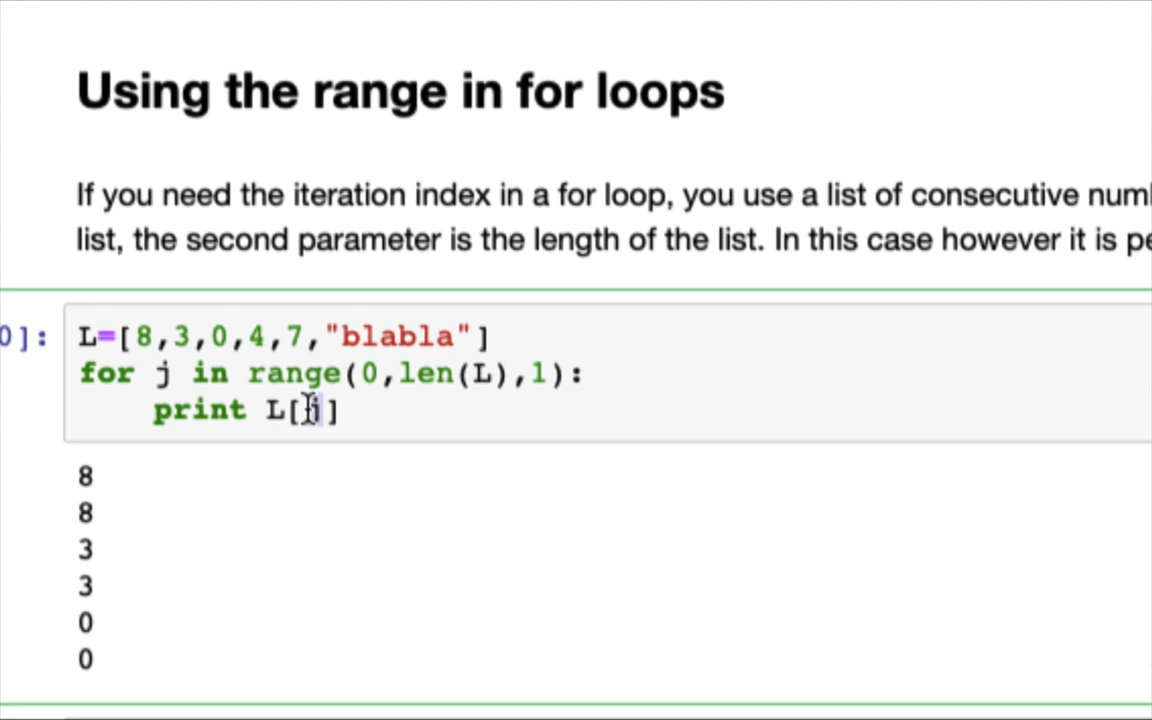 Using the range in for loops
If you need the iteration index in a for loop, you use a list of consecutive
list, the second parameter is the length of the list. In this case however it is
0]:
L=[8,3,0,4,7,"blabla"]
for j in range(0,len(L),1):
print L[j]
8
8
3
3
0
0